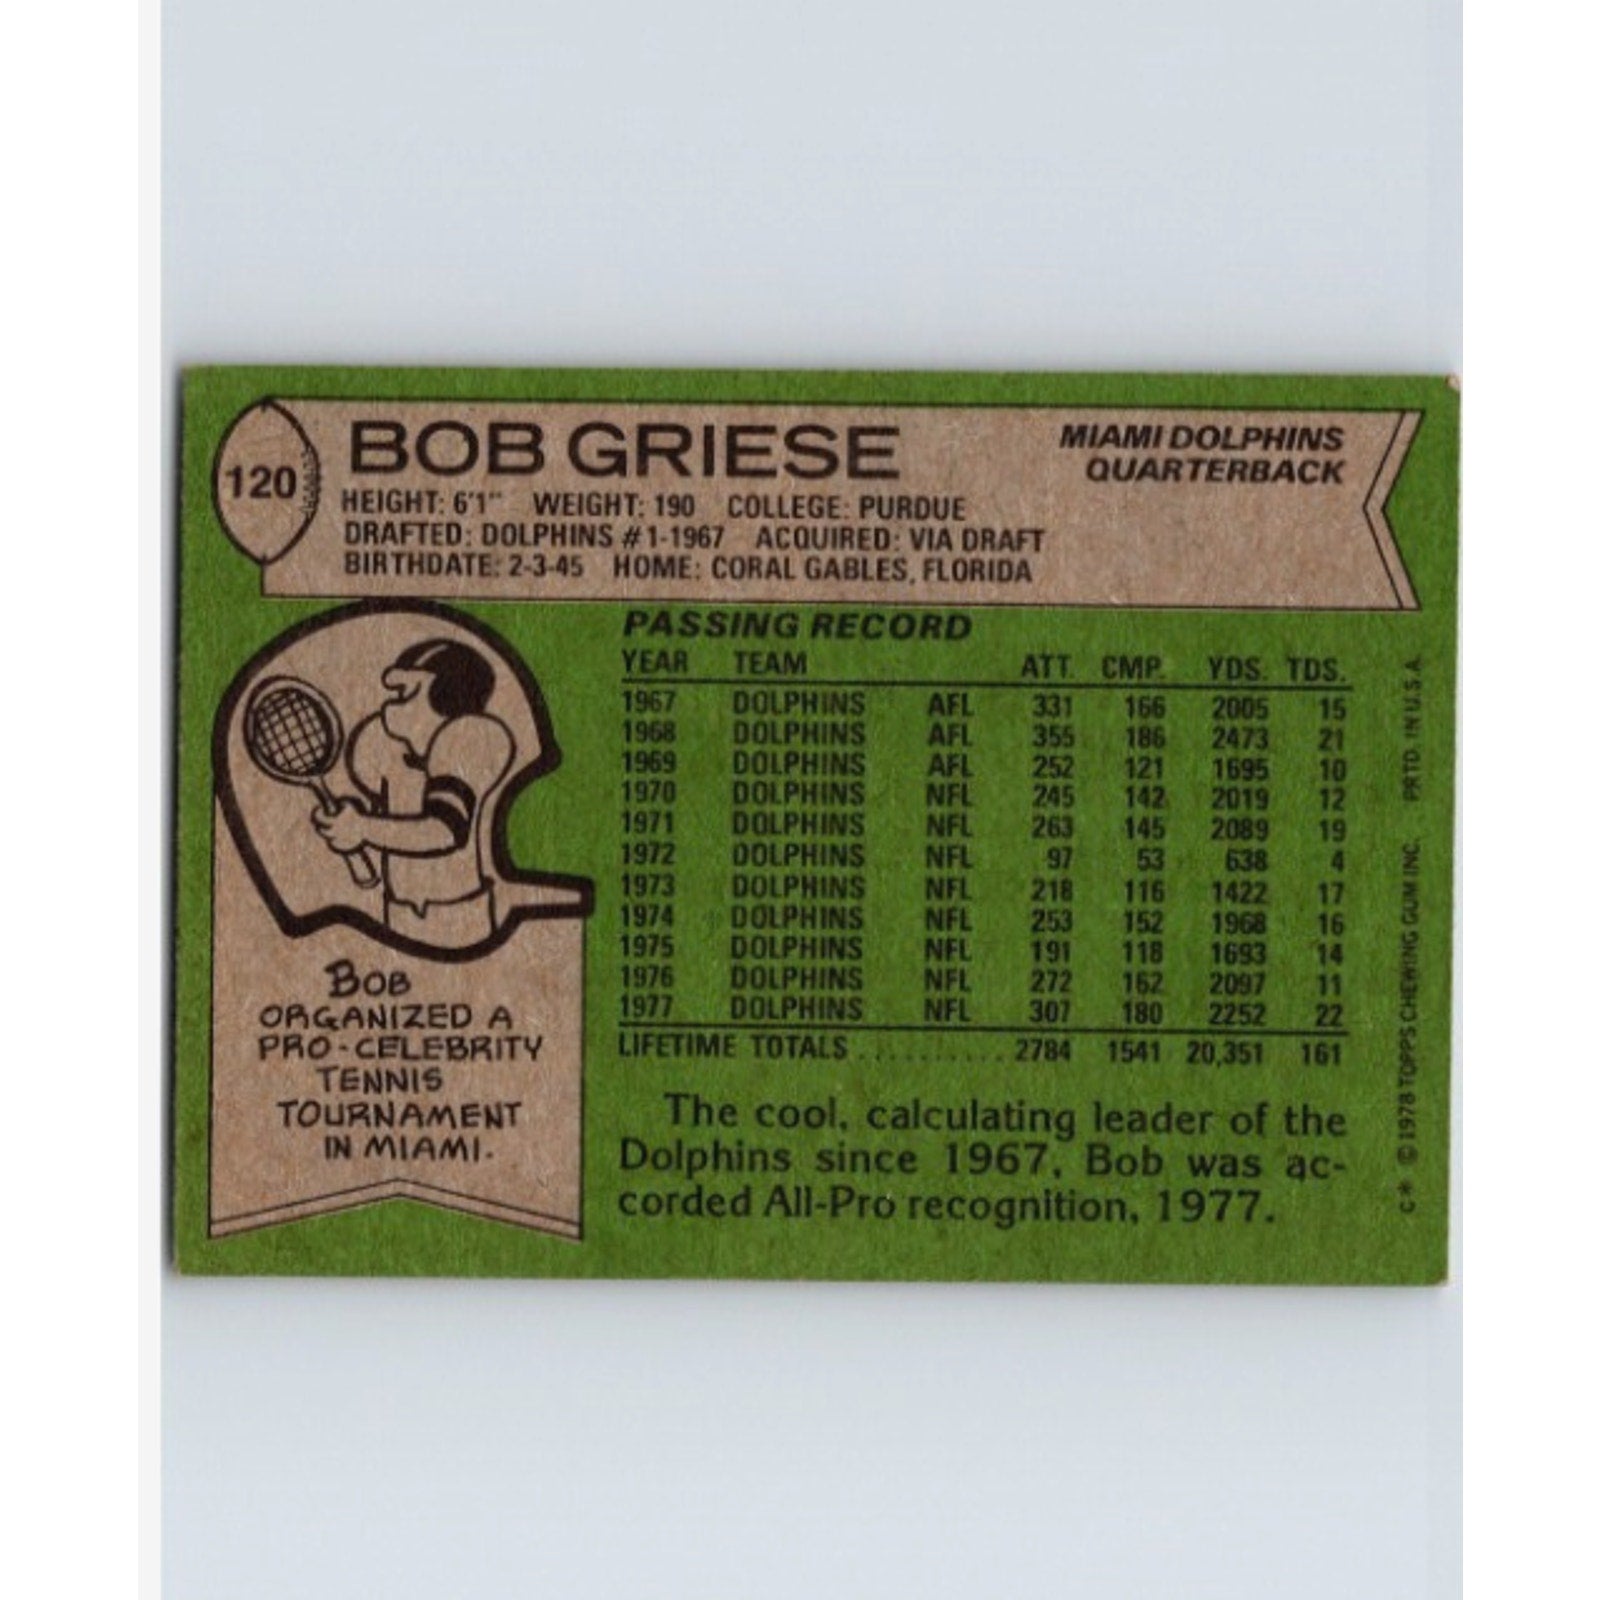 120
BOB GRIESE
MIAMI DOLPHINS
QUARTERBACK
HEIGHT: 6'1" WEIGHT: 190 COLLEGE: PURDUE
DRAFTED: DOLPHINS #1-1967 ACQUIRED: VIA DRAFT
BIRTHDATE: 2-3-45 HOME: CORAL GABLES, FLORIDA
PASSING RECORD
YEAR TEAM ATT. CMP. YDS. TDS.
1967 DOLPHINS AFL 331 166 2005 15
1968 DOLPHINS AFL 355 186 2473 21
1969 DOLPHINS AFL 252 121 1695 10
1970 DOLPHINS NFL 245 142 2019 12
1971 DOLPHINS NFL 263 145 2089 19
1972 DOLPHINS NFL 97 53 638 4
1973 DOLPHINS NFL 218 116 1422 17
1974 DOLPHINS NFL 253 152 1968 16
1975 DOLPHINS NFL 191 118 1693 14
1976 DOLPHINS NFL 272 162 2097 11
1977 DOLPHINS NFL 307 180 2252 22
LIFETIME TOTALS........... 2784 1541 20,351 161
The cool, calculating leader of the
Dolphins since 1967, Bob was ac-
corded All-Pro recognition, 1977.
BOB
ORGANIZED A
PRO-CELEBRITY
TENNIS
TOURNAMENT
IN MIAMI.
C* © 1978 TOPPS CHEWING GUM INC. PRTD. IN U.S.A.